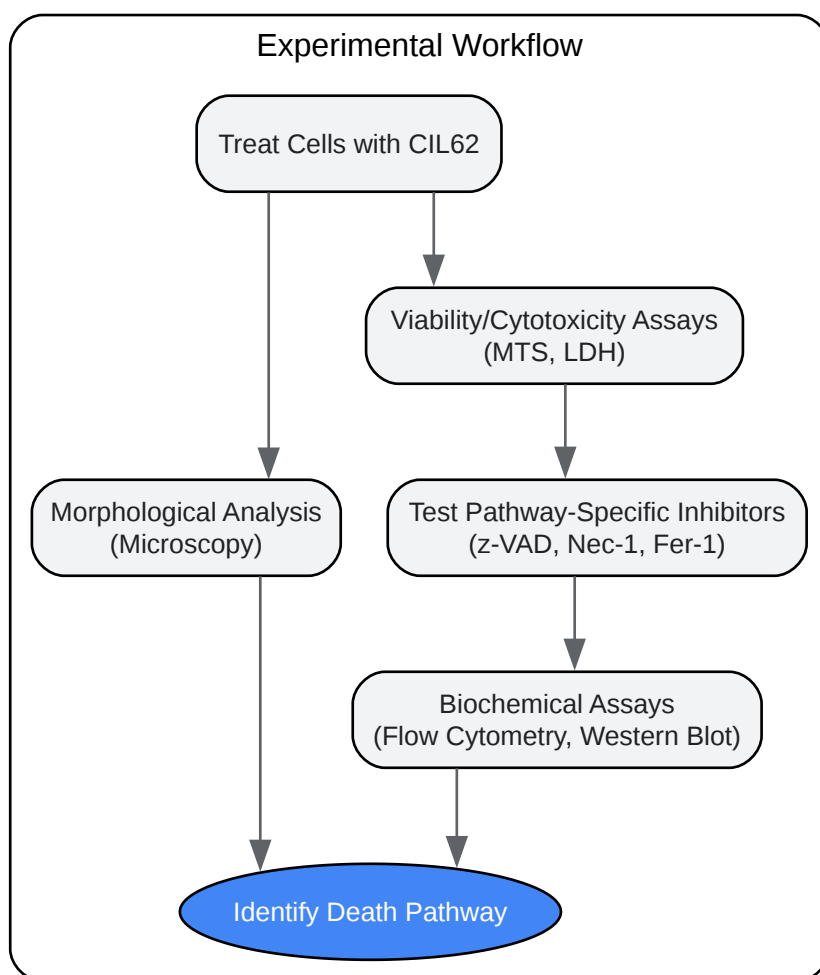 Experimental Workflow
Treat Cells with CIL62
Viability/Cytotoxicity Assays
(MTS, LDH)
Morphological Analysis
(Microscopy)
Test Pathway-Specific Inhibitors
(z-VAD, Nec-1, Fer-1)
Biochemical Assays
(Flow Cytometry, Western Blot)
Identify Death Pathway